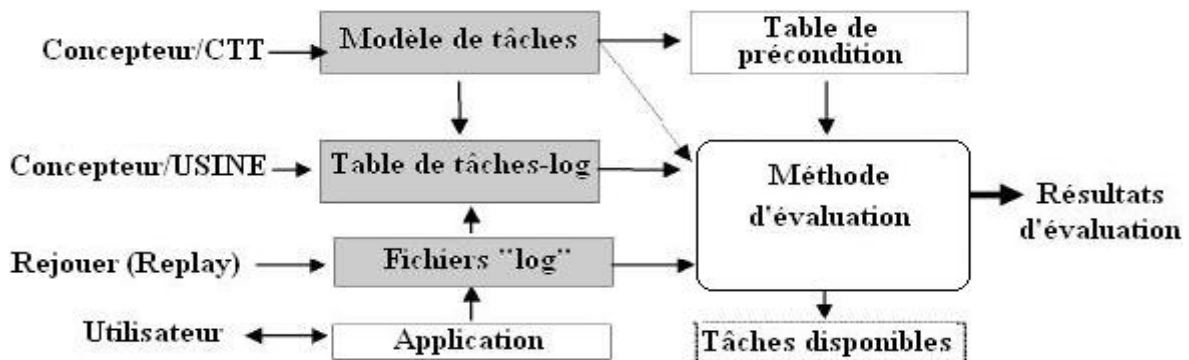 Concepteur/CTT
Modèle de tâches
Table de
précondition
Concepteur/USINE
Table de tâches-log
Méthode
d'évaluation
Résultats
d'évaluation
Rejouer (Replay)
Fichiers "log"
Utilisateur
Application
Tâches disponibles